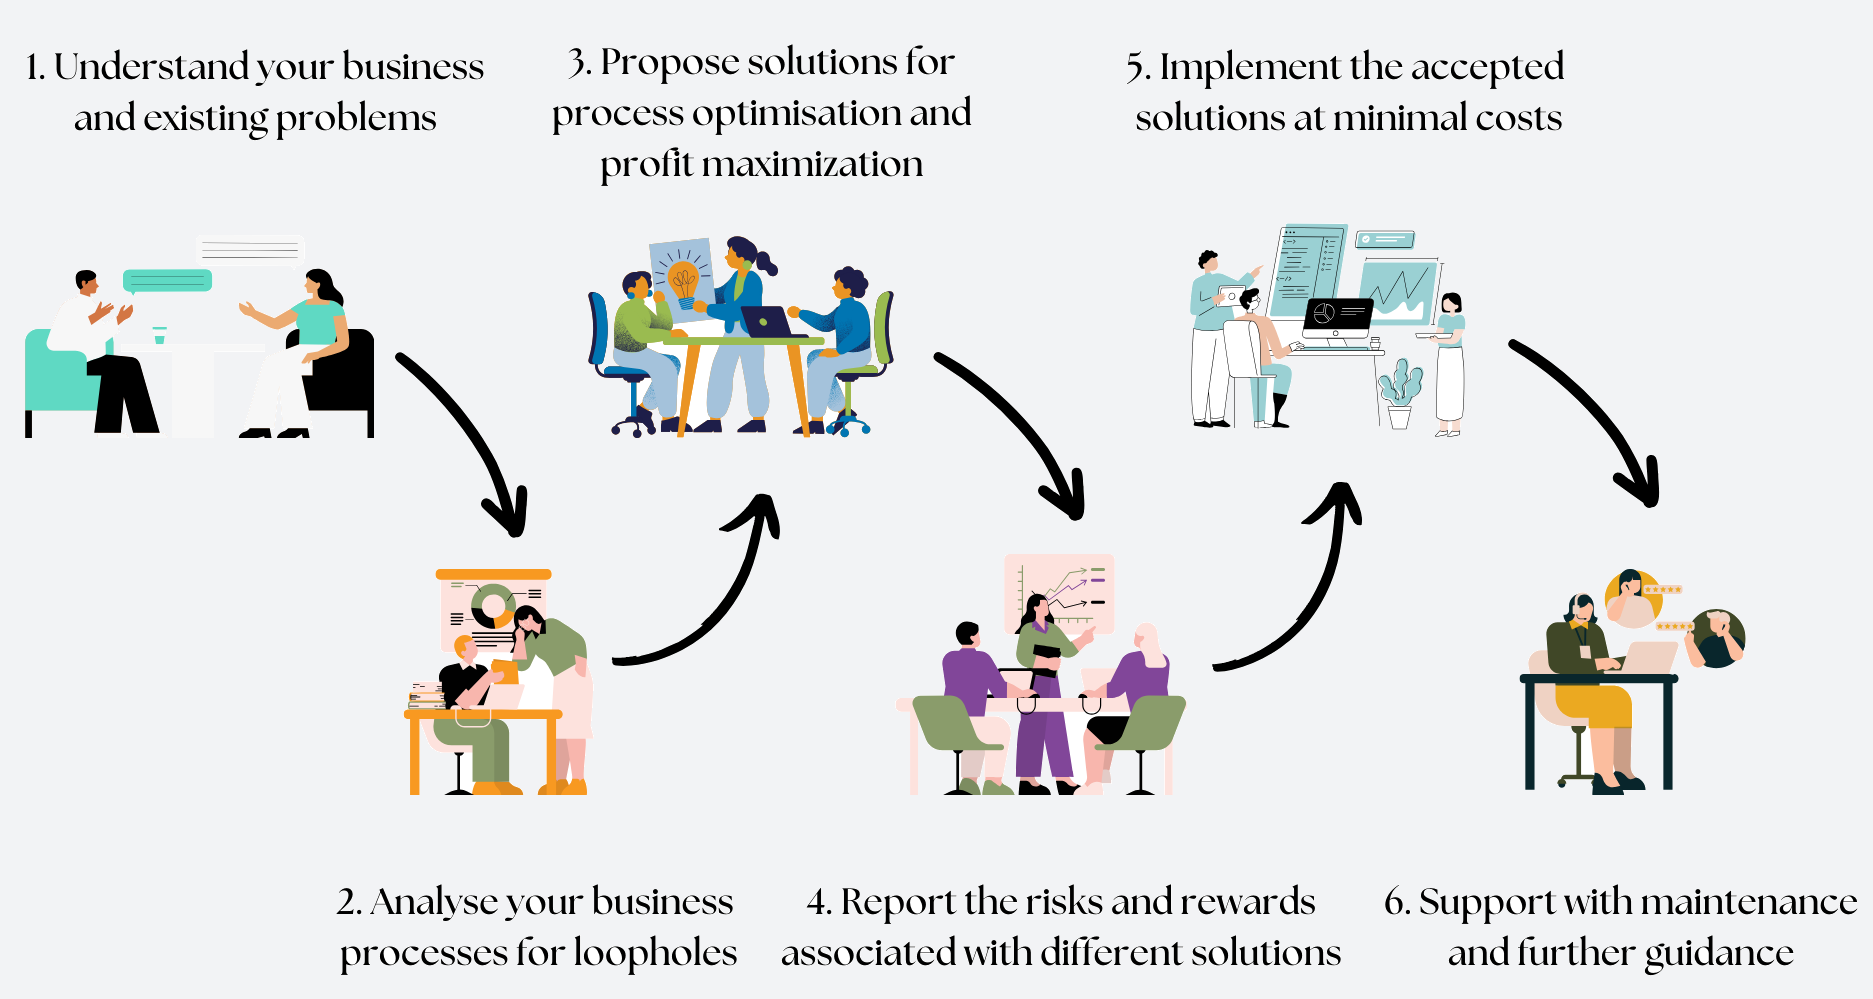 1. Understand your business
and existing problems
2. Analyse your business
processes for loopholes
3. Propose solutions for
process optimisation and
profit maximization
4. Report the risks and rewards
associated with different solutions
5. Implement the accepted
solutions at minimal costs
6. Support with maintenance
and further guidance